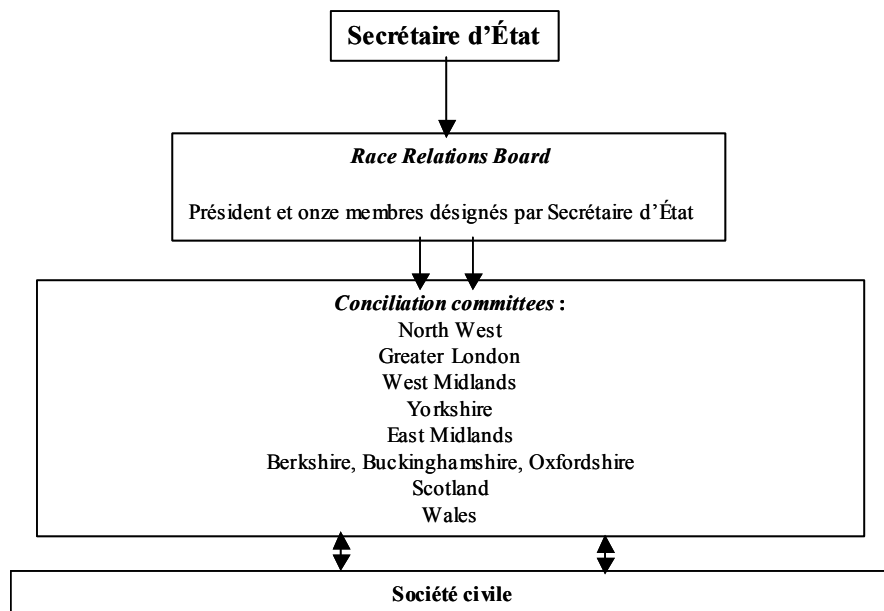 Secrétaire d'État
Race Relations Board
Président et onze membres désignés par Secrétaire d'État
Conciliation committees :
North West
Greater London
West Midlands
Yorkshire
East Midlands
Berkshire, Buckinghamshire, Oxfordshire
Scotland
Wales
Société civile